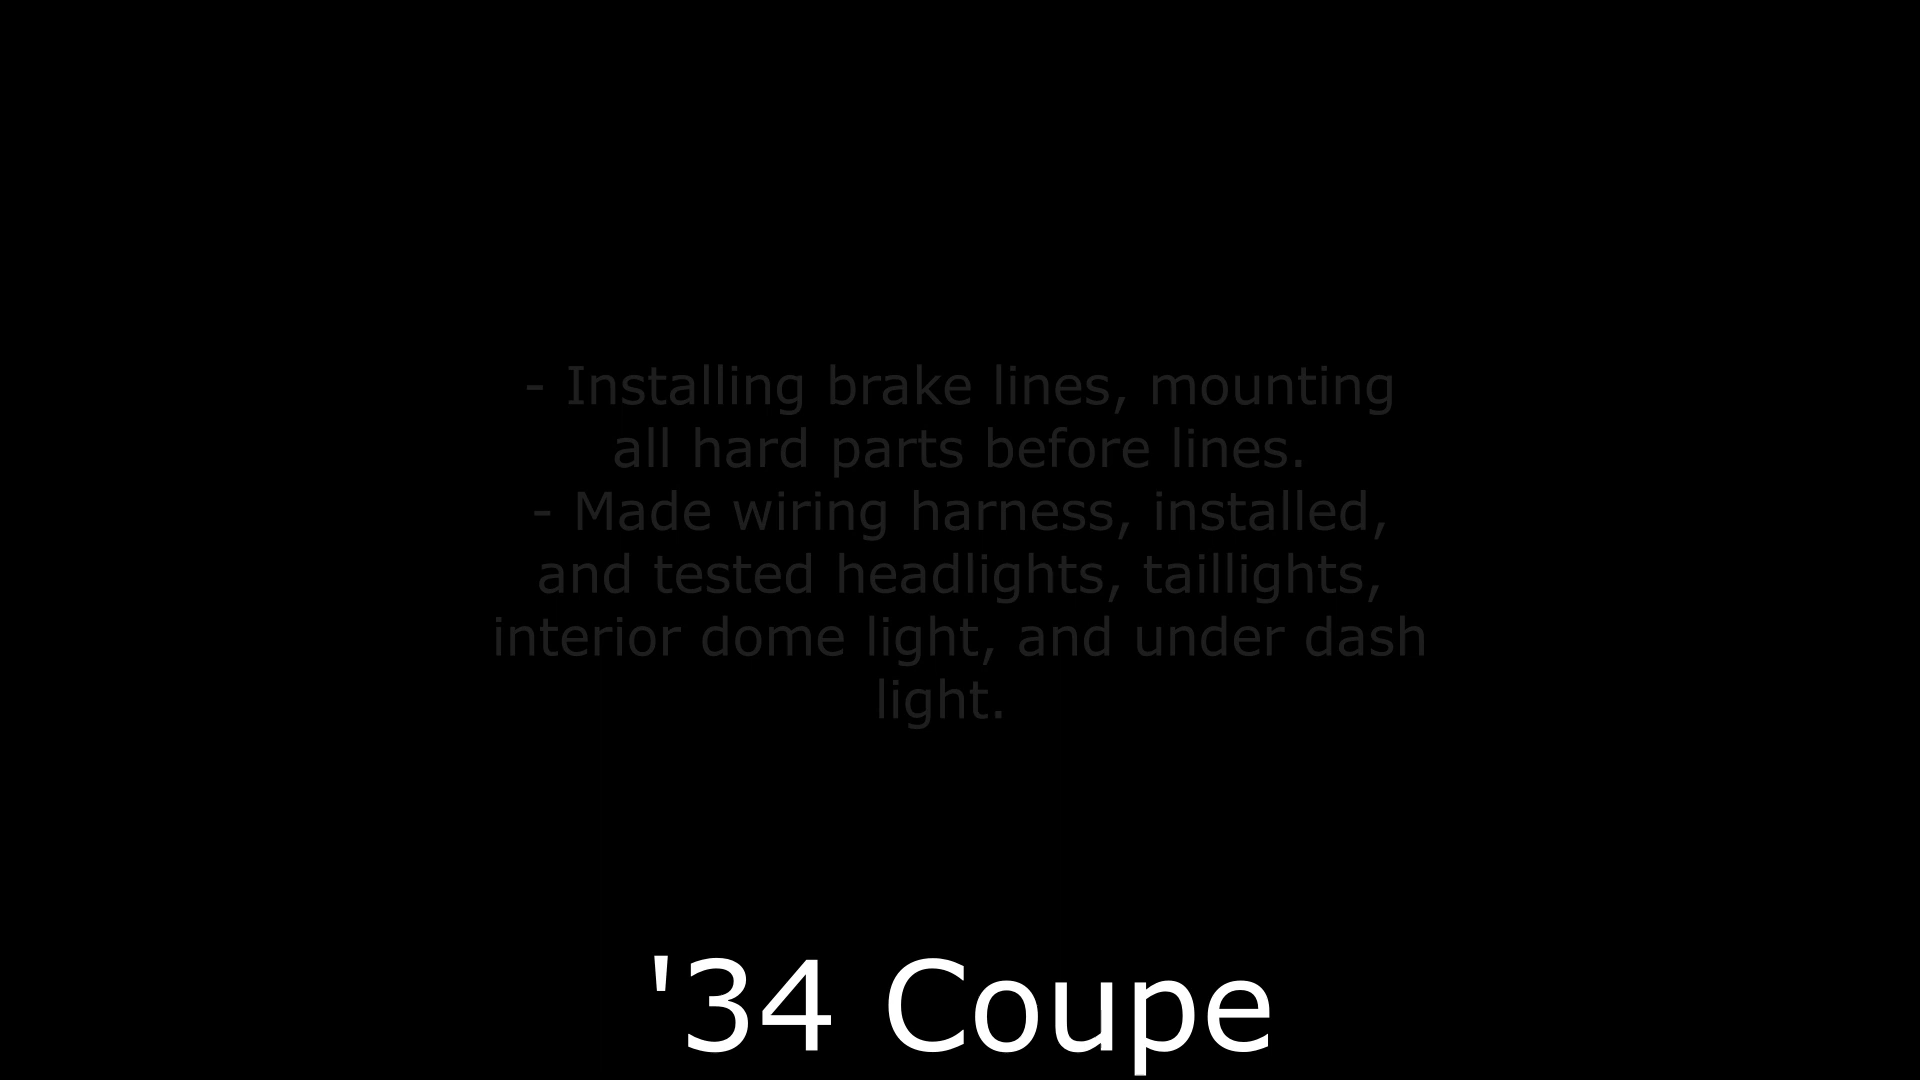 - Installing brake lines, mounting
all hard parts before lines.
- Made wiring harness, installed,
and tested headlights, taillights,
interior dome light, and under dash
light.
'34 Coupe